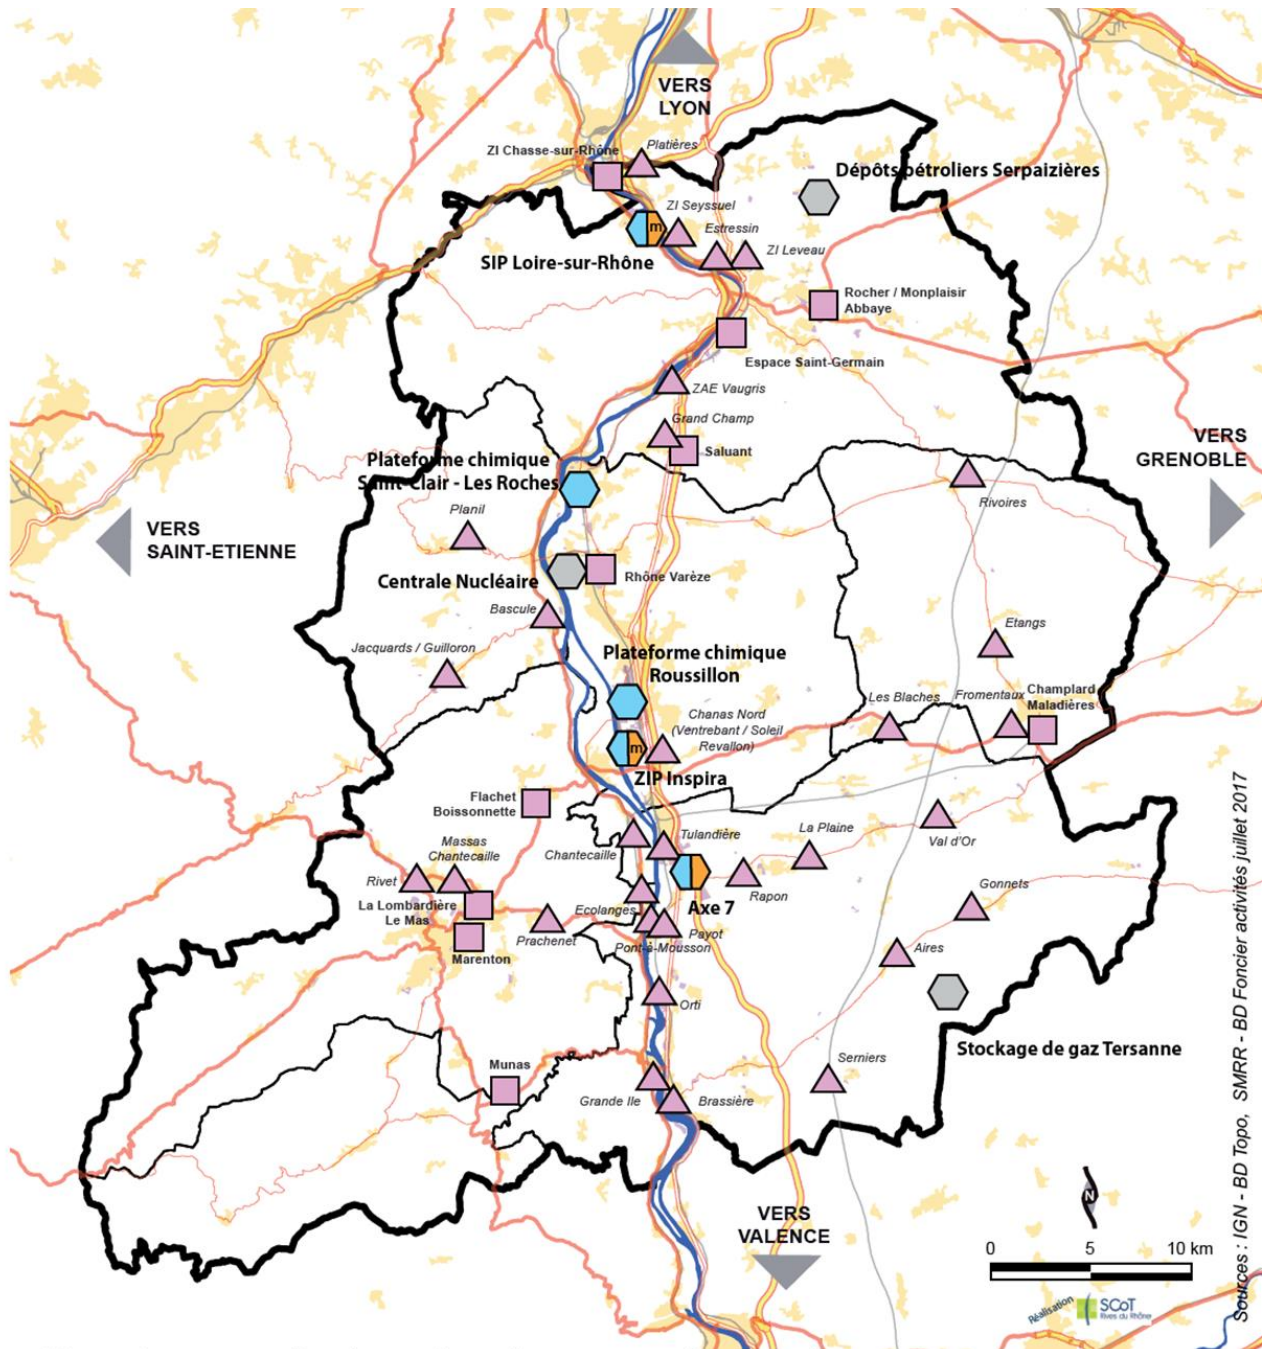 VERS
LYON
ZI Chasse-sur-Rhône
Platières
Dépôts pétroliers Serpaizières
ZI Seyssuel
m
Estressin
ZI Leveau
SIP Loire-sur-Rhône
Rocher / Monplaisir
Abbaye
Espace Saint-Germain
ZAE Vaugris
Grand Champ
Saluant
VERS
GRENOBLE
Plateforme chimique
Saint-Clair - Les Roches
Rivoires
Planil
VERS
SAINT-ETIENNE
Centrale Nucléaire
Rhône Varèze
Bascule
Etangs
Jacquards / Guilloron
Plateforme chimique
Roussillon
Les Blaches
Fromentaux
Champlard
Maladières
Chanas Nord
(Ventrebant / Soleil
Revallon)
m
ZIP Inspira
Flachet
Boissonnette
Massas
Chantecaille
Chantecaille
Tulandière
La Plaine
Val d'Or
Rivet
La Lombardière
Le Mas
Rapon
Gonnets
Ecolanges
Axe 7
Prachenet
Payot
Pont-à-Mousson
Marenton
Aires
Orti
Stockage de gaz Tersanne
Munas
Serniers
Grande Ile
Brassière
VERS
VALENCE
N
0 5 10 km
Réalisation
SCoT
Rives du Rhône
Sources : IGN - BD Topo, SMRR - BD Foncier activités juillet 2017